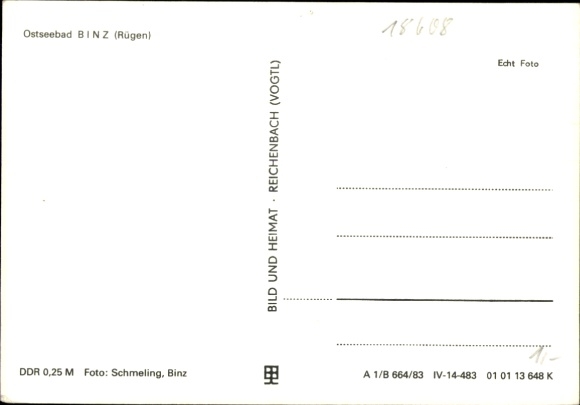 Ostseebad BINZ (Rügen)
18608
Echt Foto
BILD UND HEIMAT · REICHENBACH (VOGTL)
1,-
DDR 0,25 M Foto: Schmeling, Binz
A 1/B 664/83 IV-14-483 01 01 13 648 K